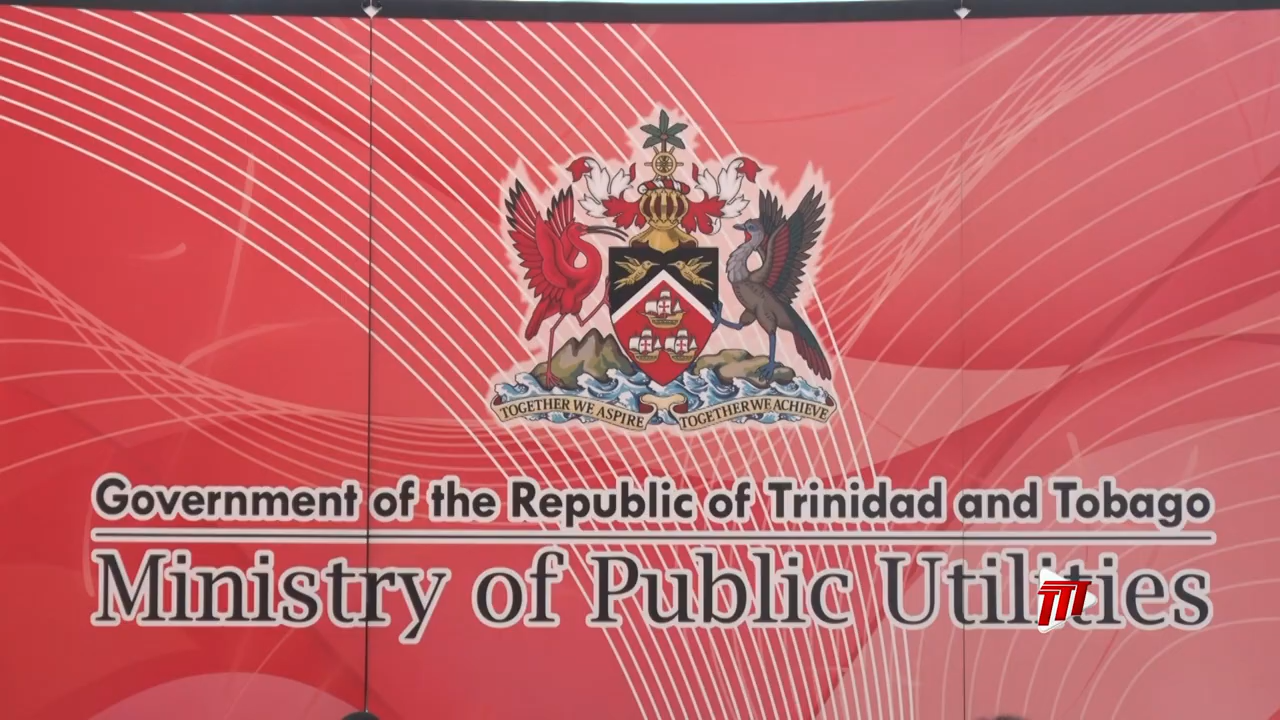 TOGETHER WE ASPIRE TOGETHER WE ACHIEVE
Government of the Republic of Trinidad and Tobago
Ministry of Public Utilities